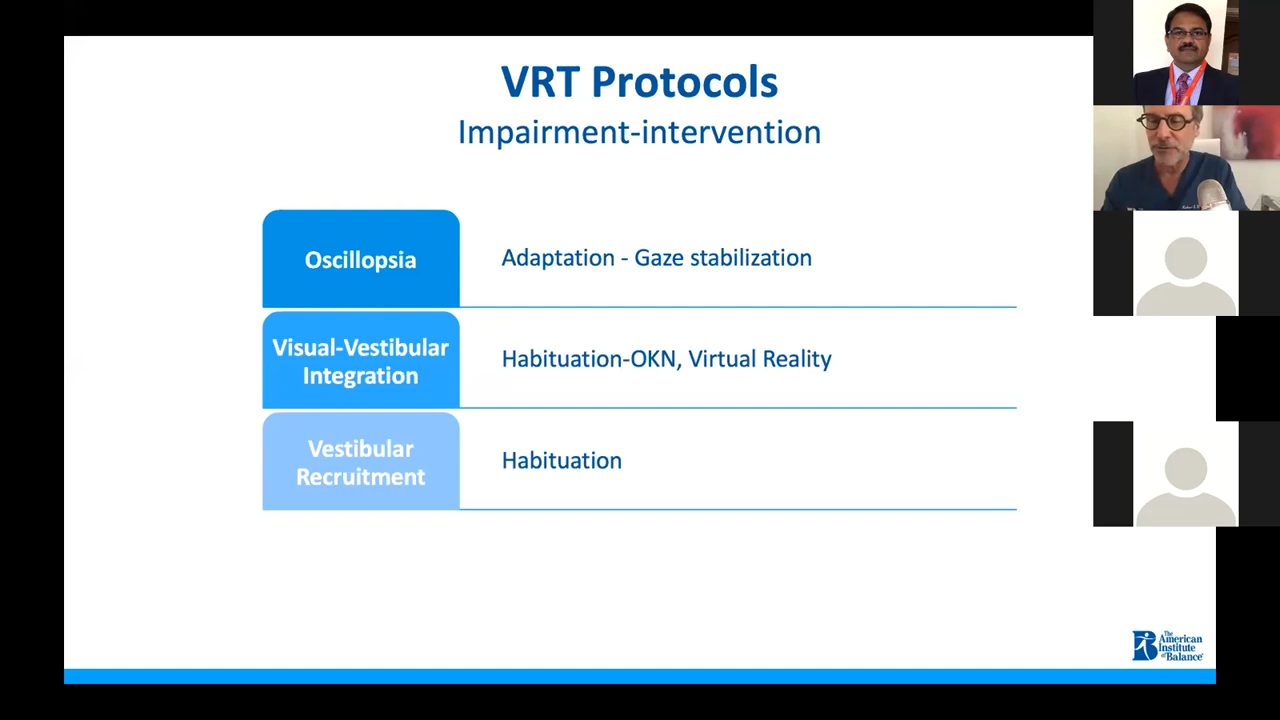 VRT Protocols
Impairment-intervention
Oscillopsia
Adaptation - Gaze stabilization
Visual-Vestibular
Integration
Habituation-OKN, Virtual Reality
Vestibular
Recruitment
Habituation
The
American
Institute
of Balance